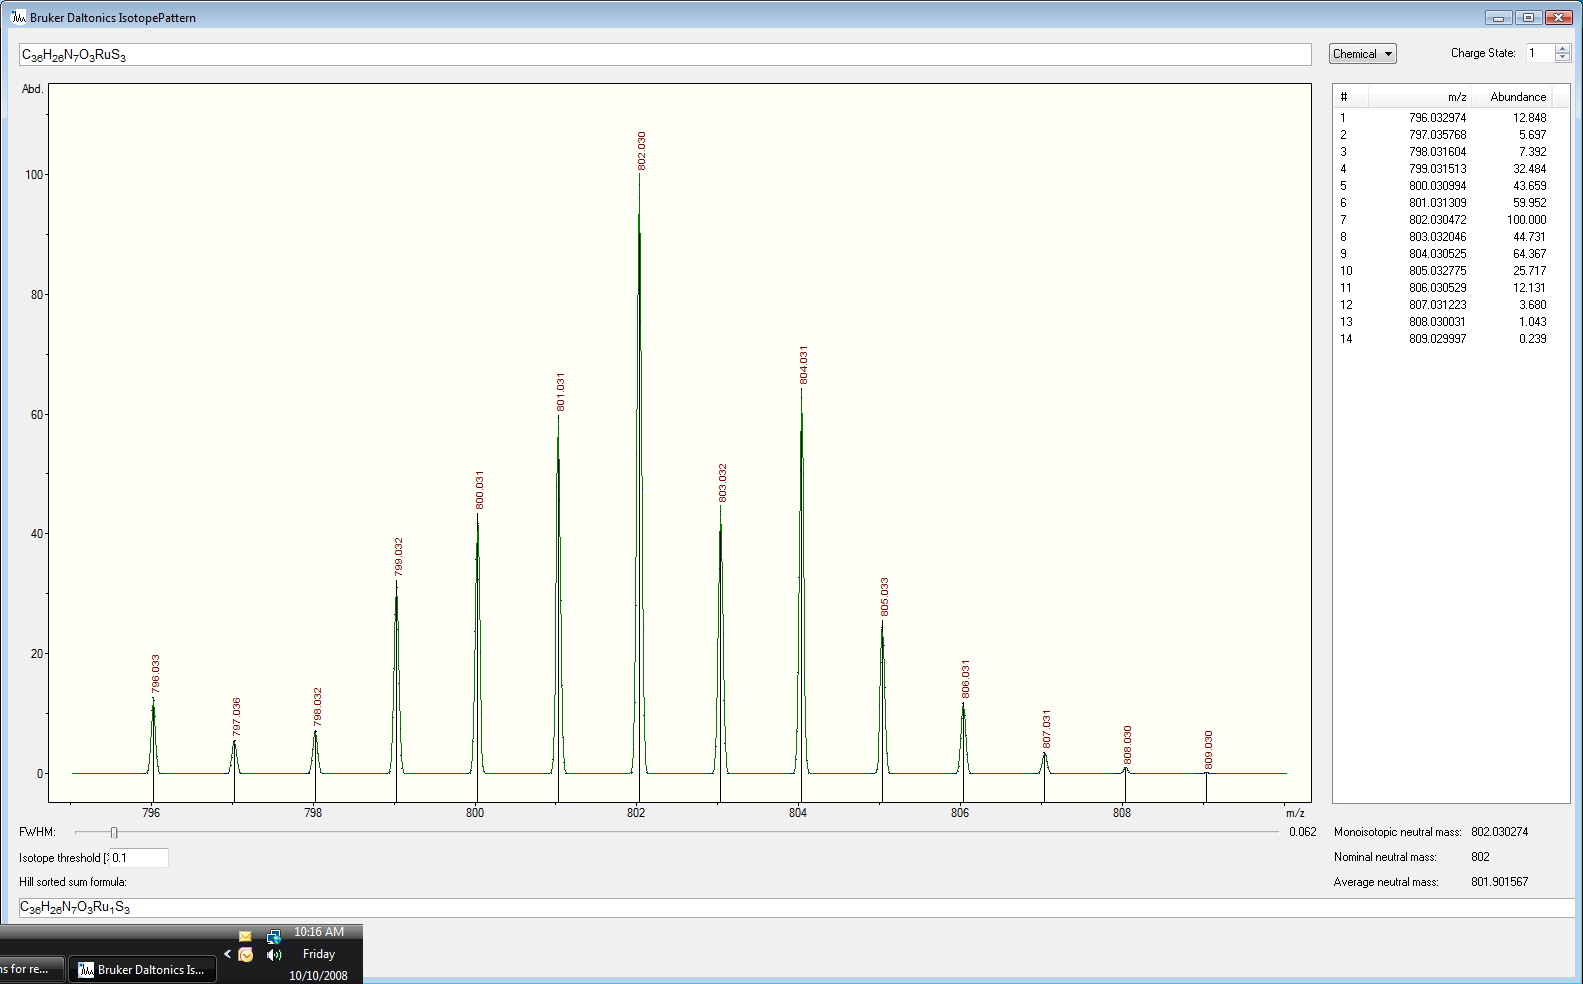 Bruker Daltonics IsotopePattern
C36H26N7O3RuS3
Chemical
Charge State: 1
Abd.
100
80
60
40
20
0
796.033
797.036
798.032
799.032
800.031
801.031
802.030
803.032
804.031
805.033
806.031
807.031
808.030
809.030
796 798 800 802 804 806 808 m/z
# m/z Abundance
1 796.032974 12.848
2 797.035768 5.697
3 798.031604 7.392
4 799.031513 32.484
5 800.030994 43.659
6 801.031309 59.952
7 802.030472 100.000
8 803.032046 44.731
9 804.030525 64.367
10 805.032775 25.717
11 806.030529 12.131
12 807.031223 3.680
13 808.030031 1.043
14 809.029997 0.239
FWHM: 0.062
Isotope threshold [ 0.1
Hill sorted sum formula:
C36H26N7O3Ru1S3
Monoisotopic neutral mass: 802.030274
Nominal neutral mass: 802
Average neutral mass: 801.901567
10:16 AM
Friday
10/10/2008
ns for re...
Bruker Daltonics Is...